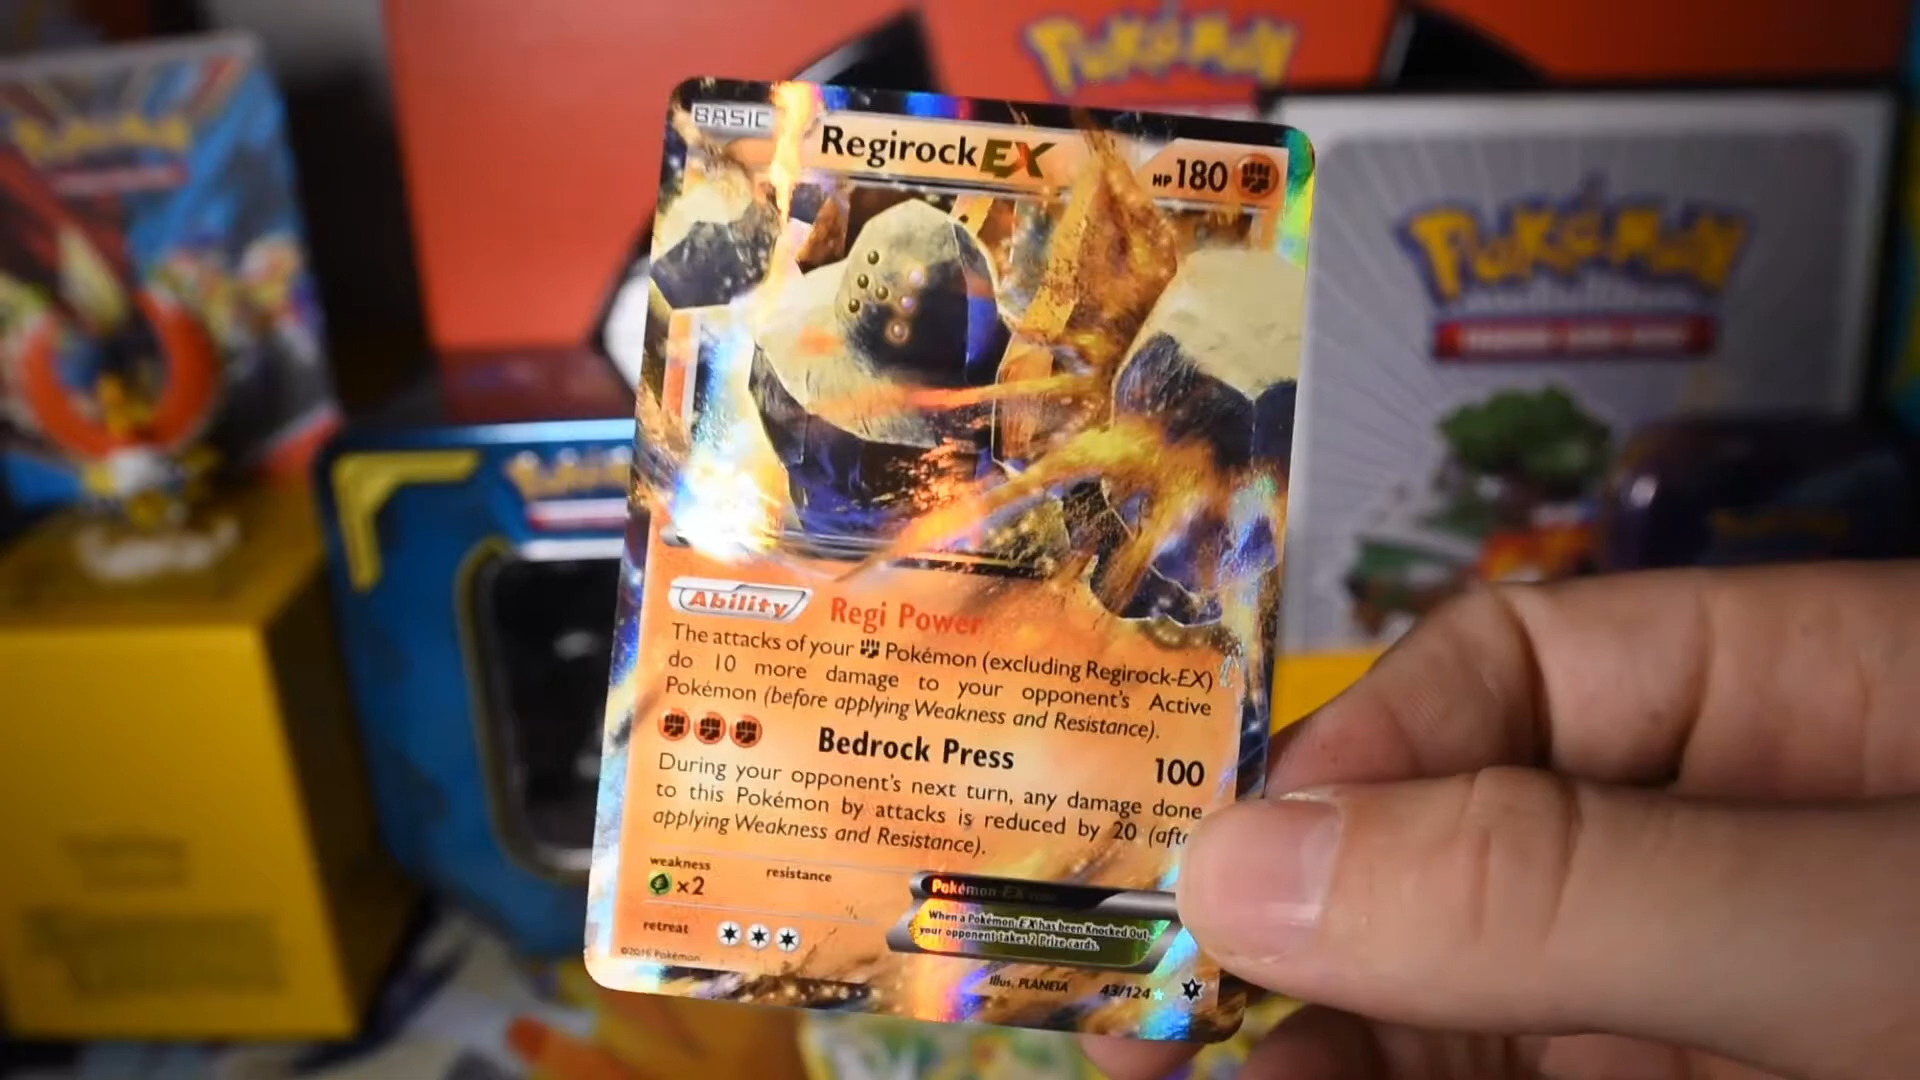 Pokémon
BASIC
Regirock EX
HP 180
Pokémon
Ability
Regi Power
The attacks of your Pokémon (excluding Regirock-EX)
do 10 more damage to your opponent's Active
Pokémon (before applying Weakness and Resistance).
Bedrock Press
100
During your opponent's next turn, any damage done
to this Pokémon by attacks is reduced by 20 (afte
applying Weakness and Resistance).
weakness
×2
resistance
retreat
Pokémon-EX rule
When a Pokémon-EX has been Knocked Out,
your opponent takes 2 Prize cards.
Illus. PLANETA
43/124